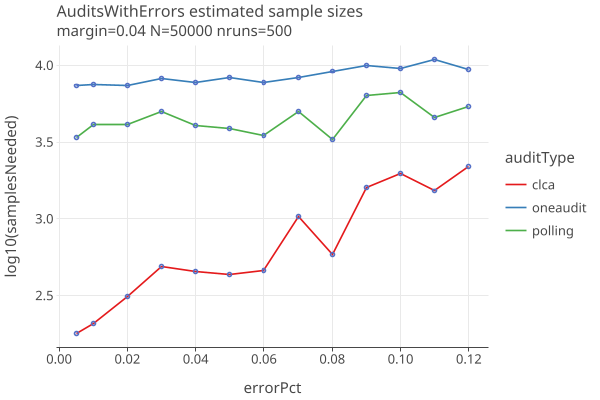 AuditsWithErrors estimated sample sizes
margin=0.04 N=50000 nruns=500
log10(samplesNeeded)
4.0
3.5
3.0
2.5
0.00 0.02 0.04 0.06 0.08 0.10 0.12
errorPct
auditType
clca
oneaudit
polling